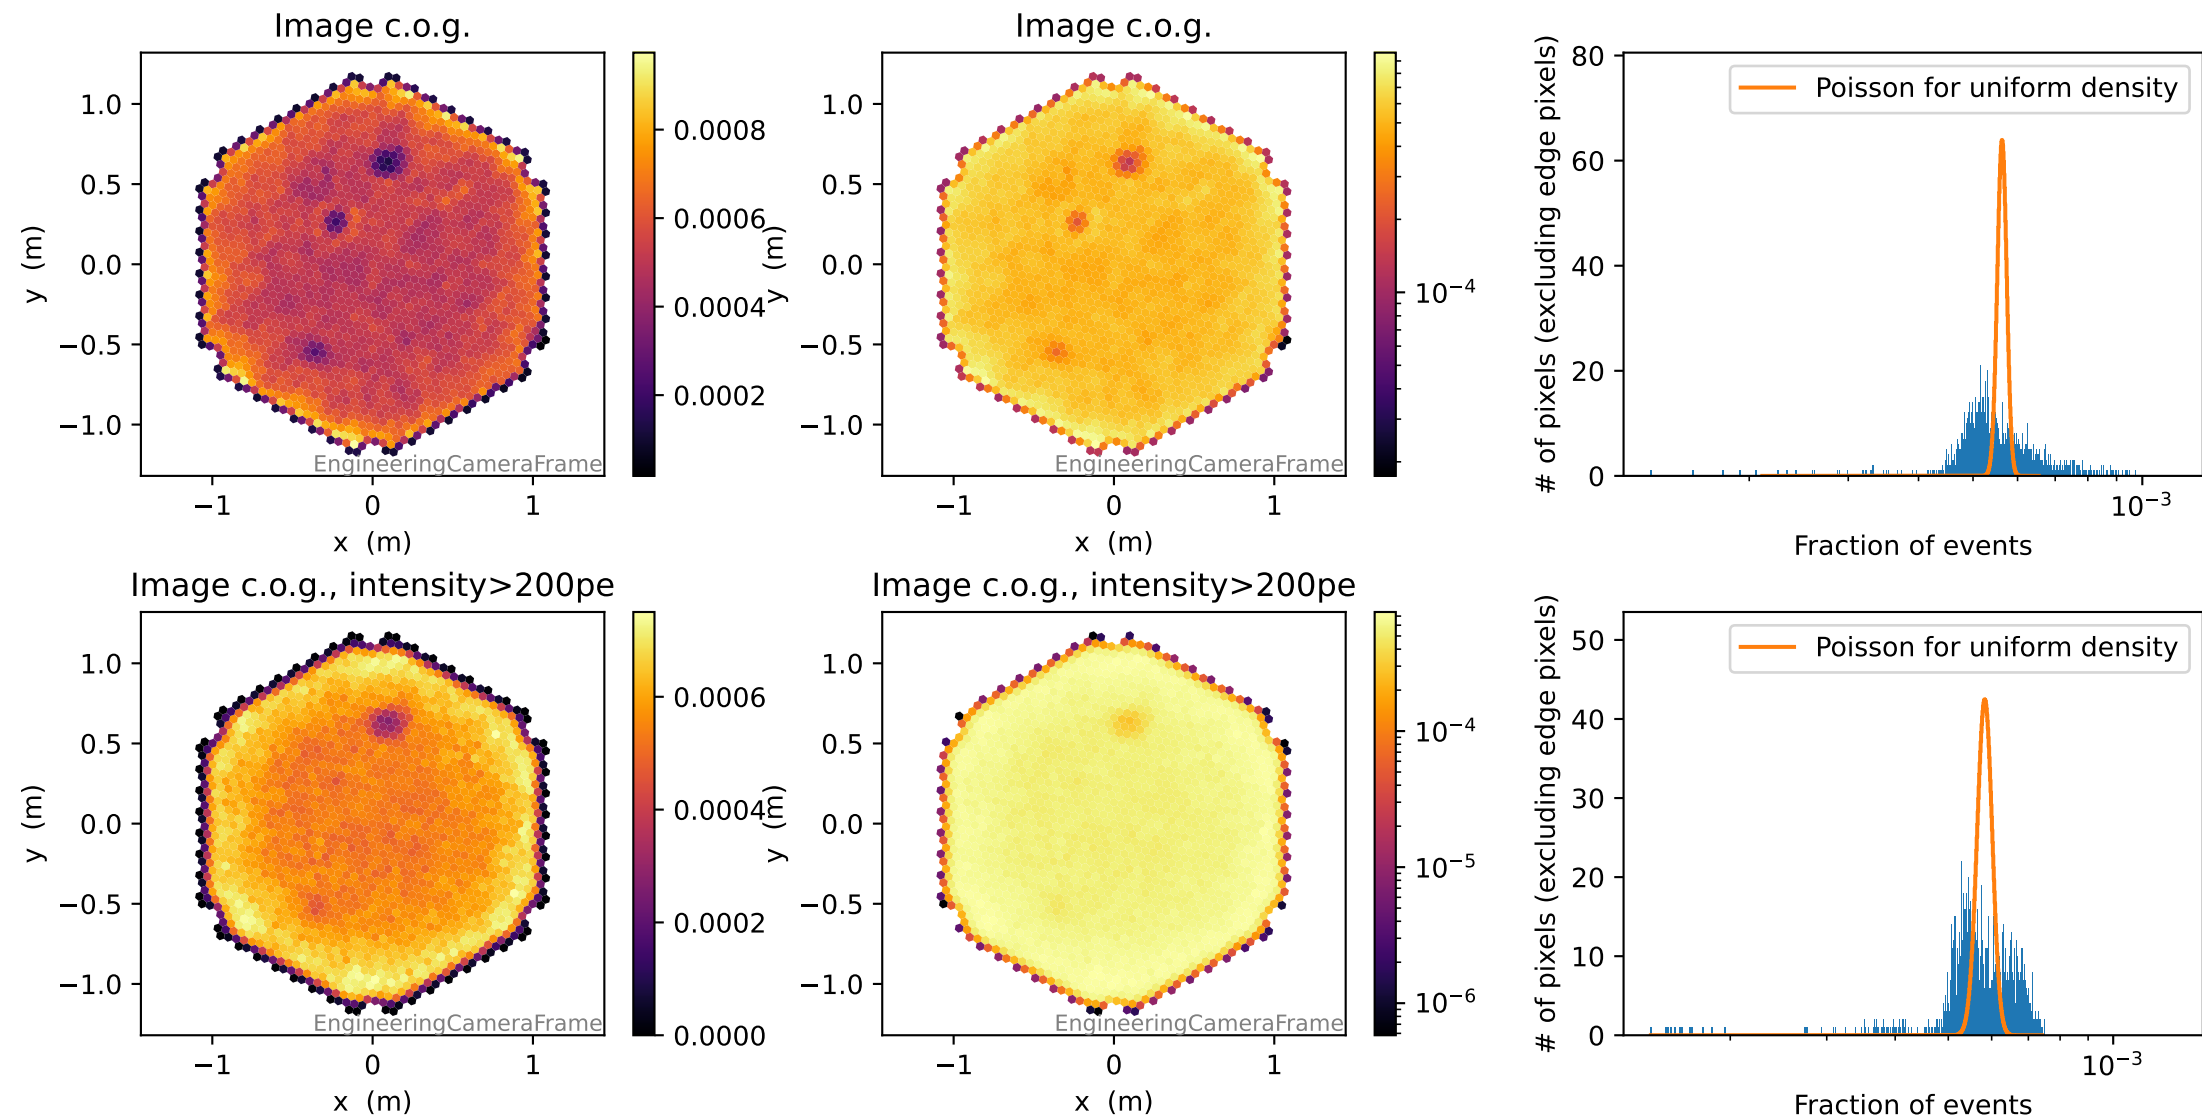 Image c.o.g.
1.0
0.5
0.0
−0.5
−1.0
y (m)
−1 0 1
x (m)
EngineeringCameraFrame
0.0008
0.0006
0.0004
0.0002
Image c.o.g.
1.0
0.5
0.0
−0.5
−1.0
y (m)
−1 0 1
x (m)
EngineeringCameraFrame
10⁻⁴
80
60
40
20
0
# of pixels (excluding edge pixels)
Poisson for uniform density
10⁻³
Fraction of events
Image c.o.g., intensity>200pe
1.0
0.5
0.0
−0.5
−1.0
y (m)
−1 0 1
x (m)
EngineeringCameraFrame
0.0006
0.0004
0.0002
0.0000
Image c.o.g., intensity>200pe
1.0
0.5
0.0
−0.5
−1.0
y (m)
−1 0 1
x (m)
EngineeringCameraFrame
10⁻⁴
10⁻⁵
10⁻⁶
50
40
30
20
10
0
# of pixels (excluding edge pixels)
Poisson for uniform density
10⁻³
Fraction of events